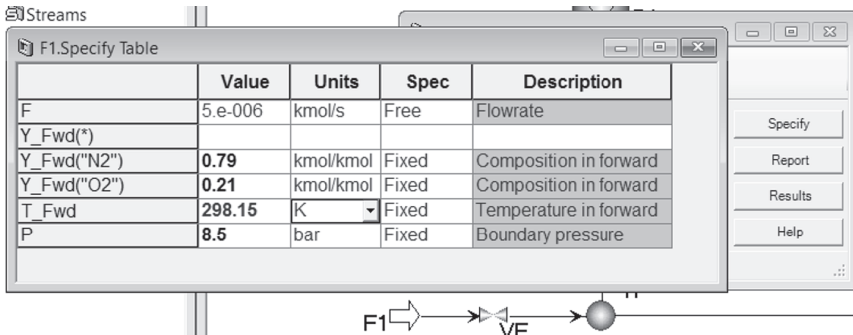 Streams
F1.Specify Table
Value Units Spec Description
F 5.e-006 kmol/s Free Flowrate
Y_Fwd(*)
Y_Fwd("N2") 0.79 kmol/kmol Fixed Composition in forward
Y_Fwd("O2") 0.21 kmol/kmol Fixed Composition in forward
T_Fwd 298.15 K Fixed Temperature in forward
P 8.5 bar Fixed Boundary pressure
Specify
Report
Results
Help
F1
VF